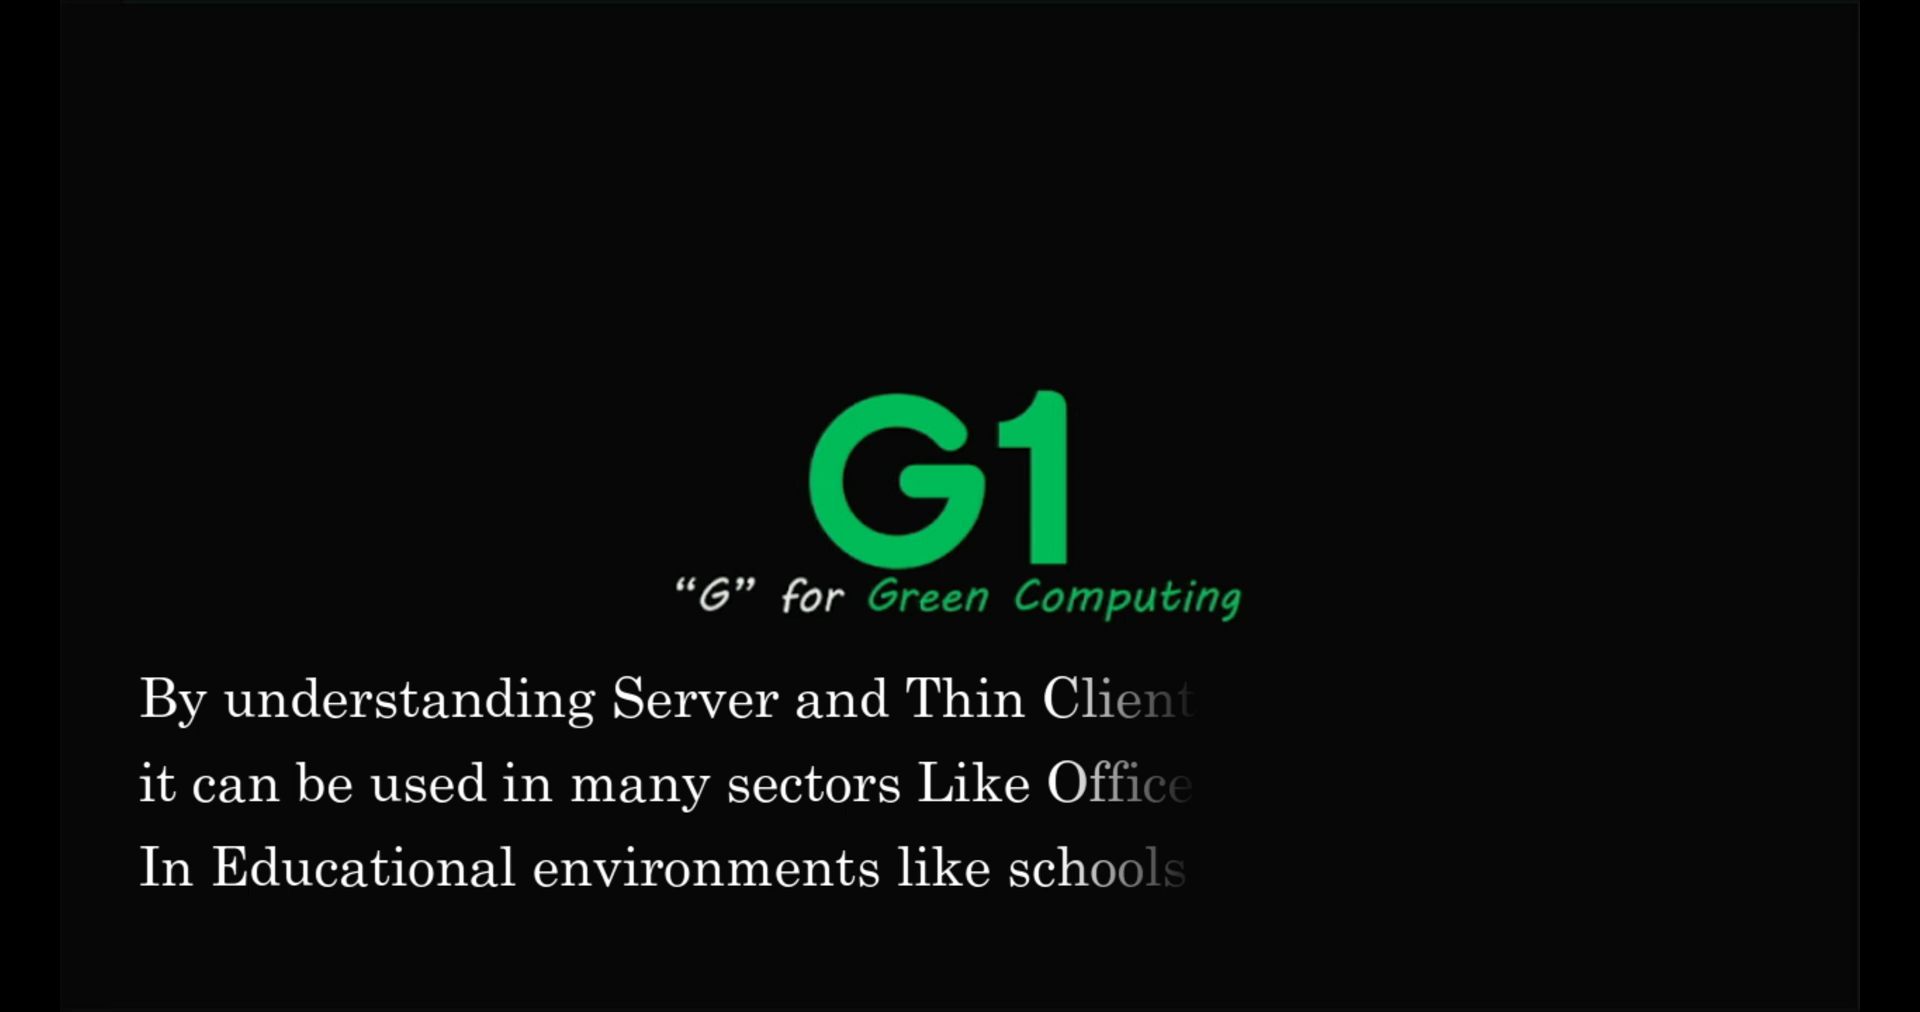 G1
“G” for Green Computing
By understanding Server and Thin Client
it can be used in many sectors Like Office
In Educational environments like schools